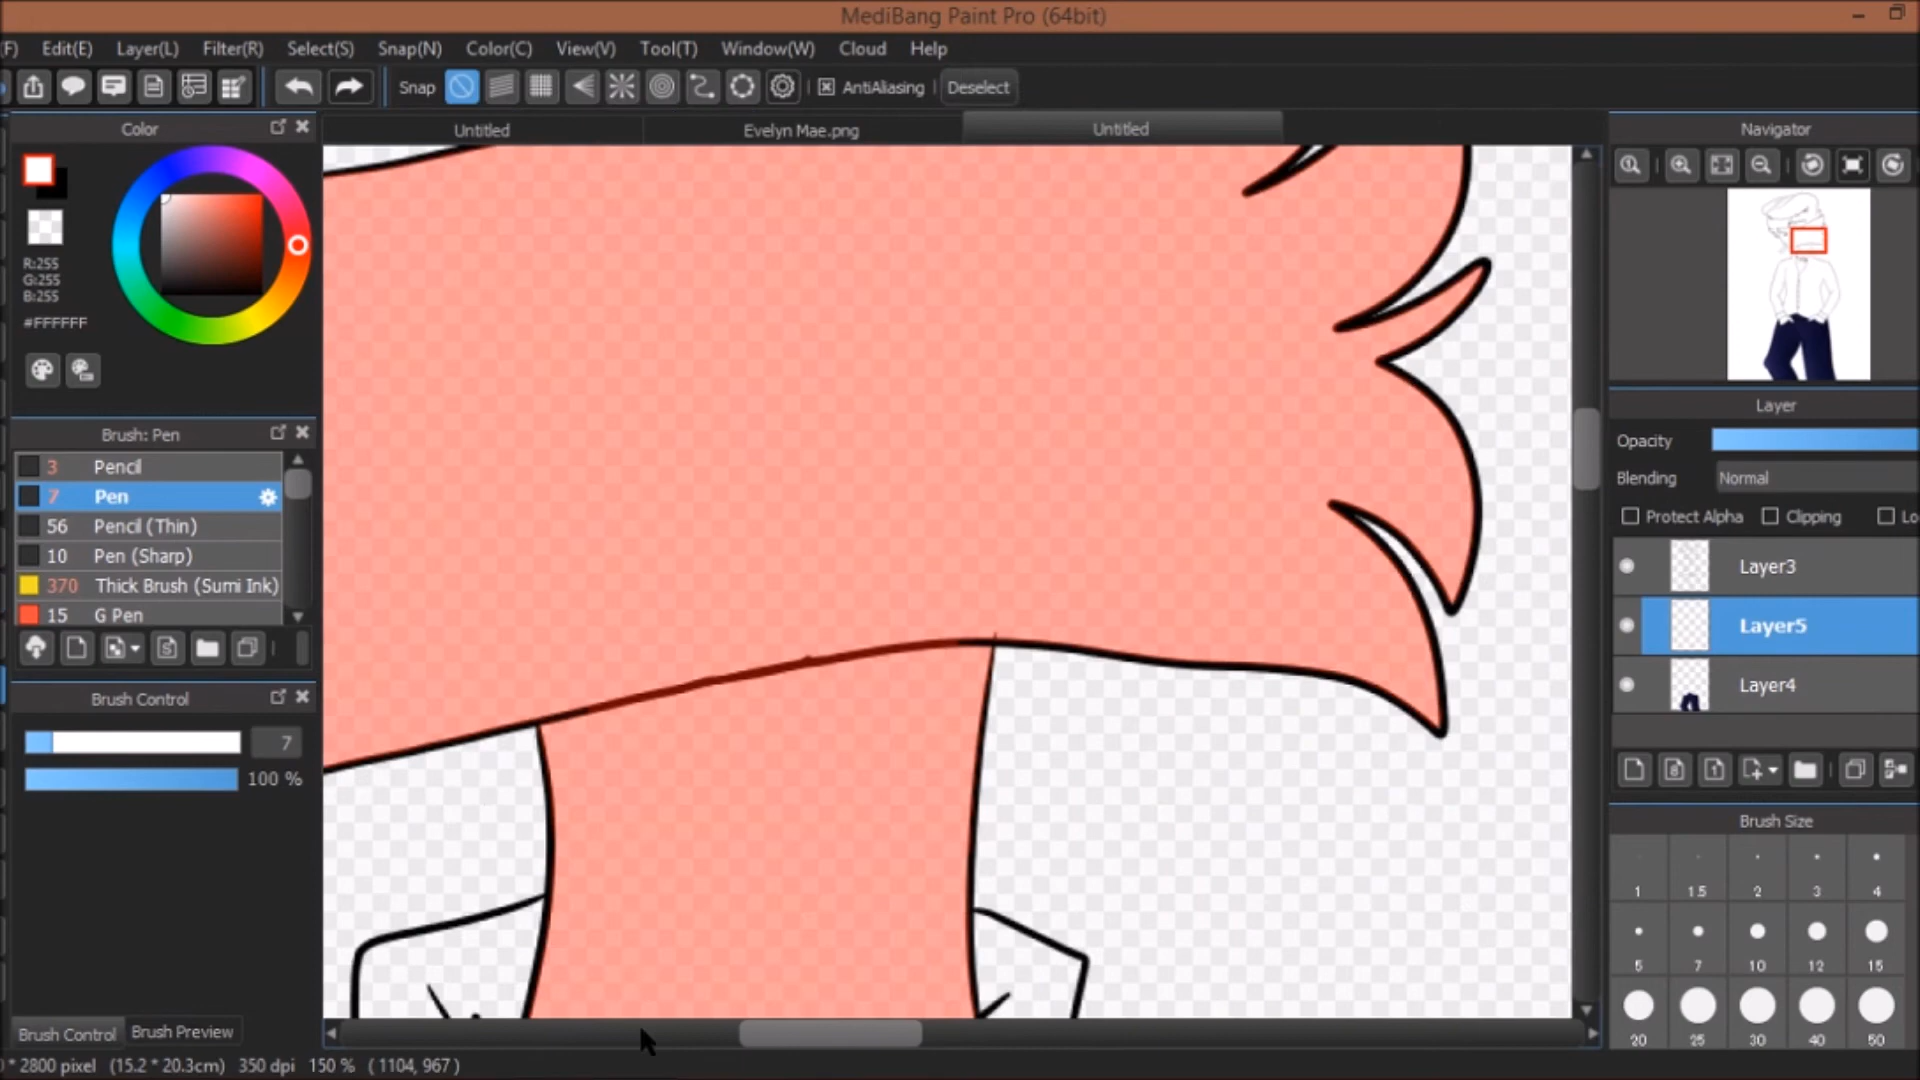 MediBang Paint Pro (64bit)
(F) Edit(E) Layer(L) Filter(R) Select(S) Snap(N) Color(C) View(V) Tool(T) Window(W) Cloud Help
Snap AntiAliasing Deselect
Color
Untitled Evelyn Mae.png Untitled
Navigator
R:255
G:255
B:255
#FFFFFF
Brush: Pen
3 Pencil
7 Pen
56 Pencil (Thin)
10 Pen (Sharp)
370 Thick Brush (Sumi Ink)
15 G Pen
Brush Control
7
100 %
Brush Control Brush Preview
* 2800 pixel (15.2 * 20.3cm) 350 dpi 150 % ( 1104, 967 )
Layer
Opacity
Blending Normal
Protect Alpha Clipping Lo
Layer3
Layer5
Layer4
8 1
Brush Size
1 1.5 2 3 4
5 7 10 12 15
20 25 30 40 50